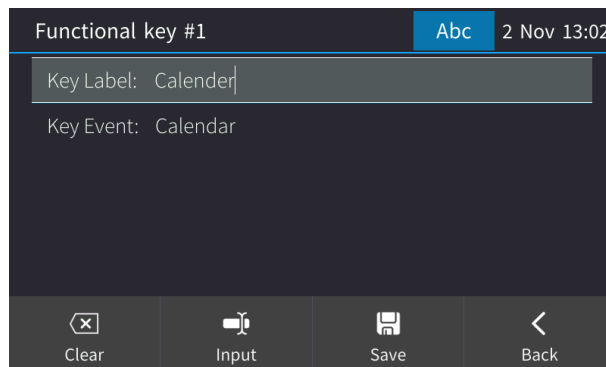 Functional key #1 Abc 2 Nov 13:02
Key Label: Calender
Key Event: Calendar
Clear Input Save Back